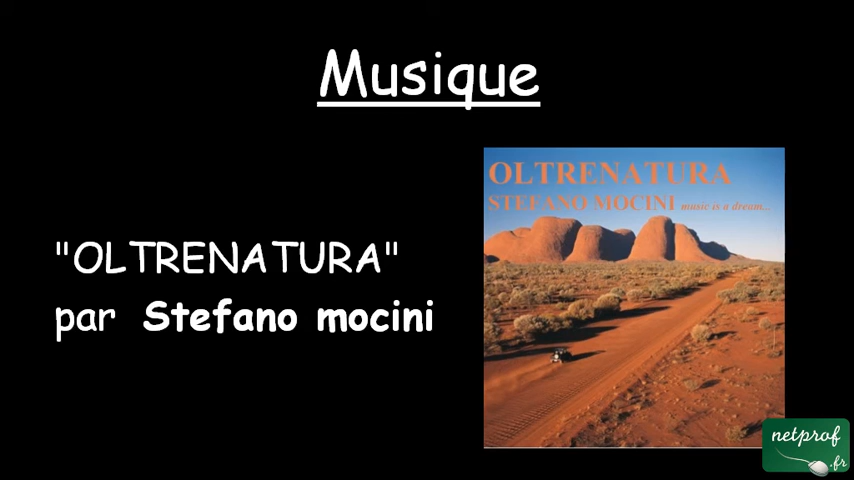 Musique
"OLTRENATURA"
par Stefano mocini
OLTRENATURA
STEFANO MOCINI music is a dream...
netprof
.fr